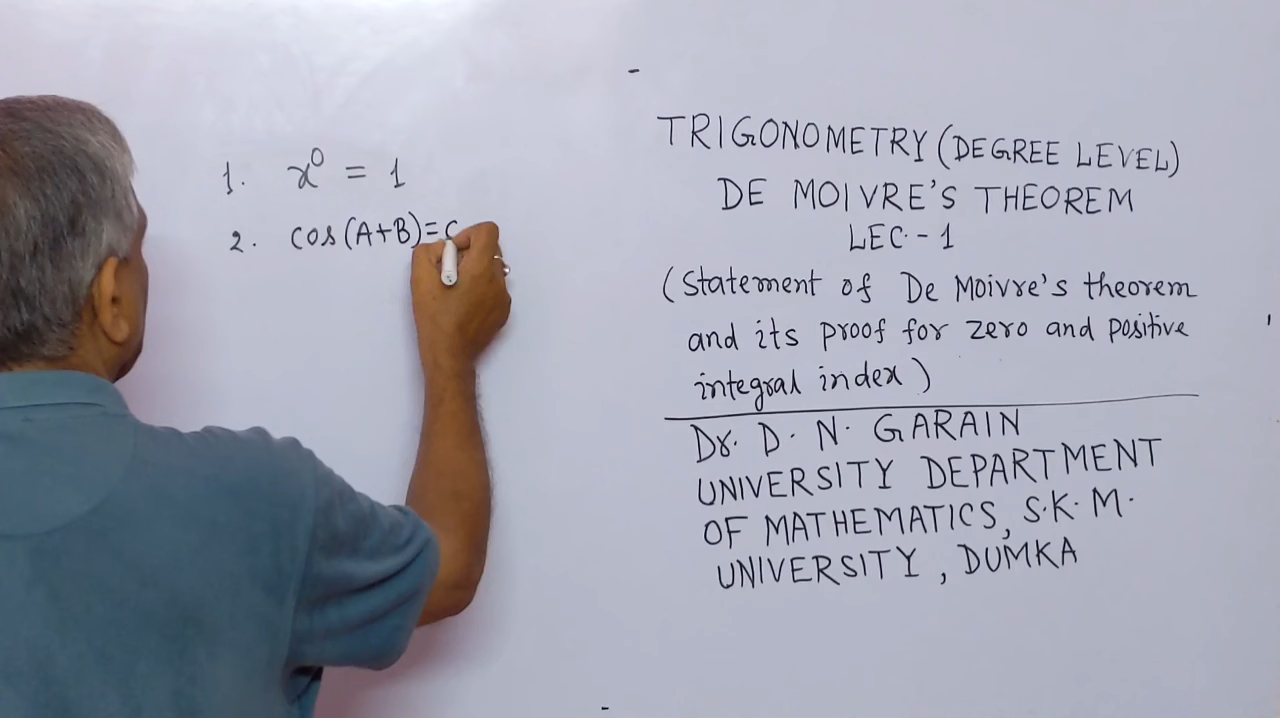 1. x⁰ = 1
2. cos(A+B)=c
TRIGONOMETRY (DEGREE LEVEL)
DE MOIVRE'S THEOREM
LEC.-1
(Statement of De Moivre's theorem
and its proof for zero and positive
integral index)
Dr. D. N. GARAIN
UNIVERSITY DEPARTMENT
OF MATHEMATICS, S.K.M.
UNIVERSITY, DUMKA